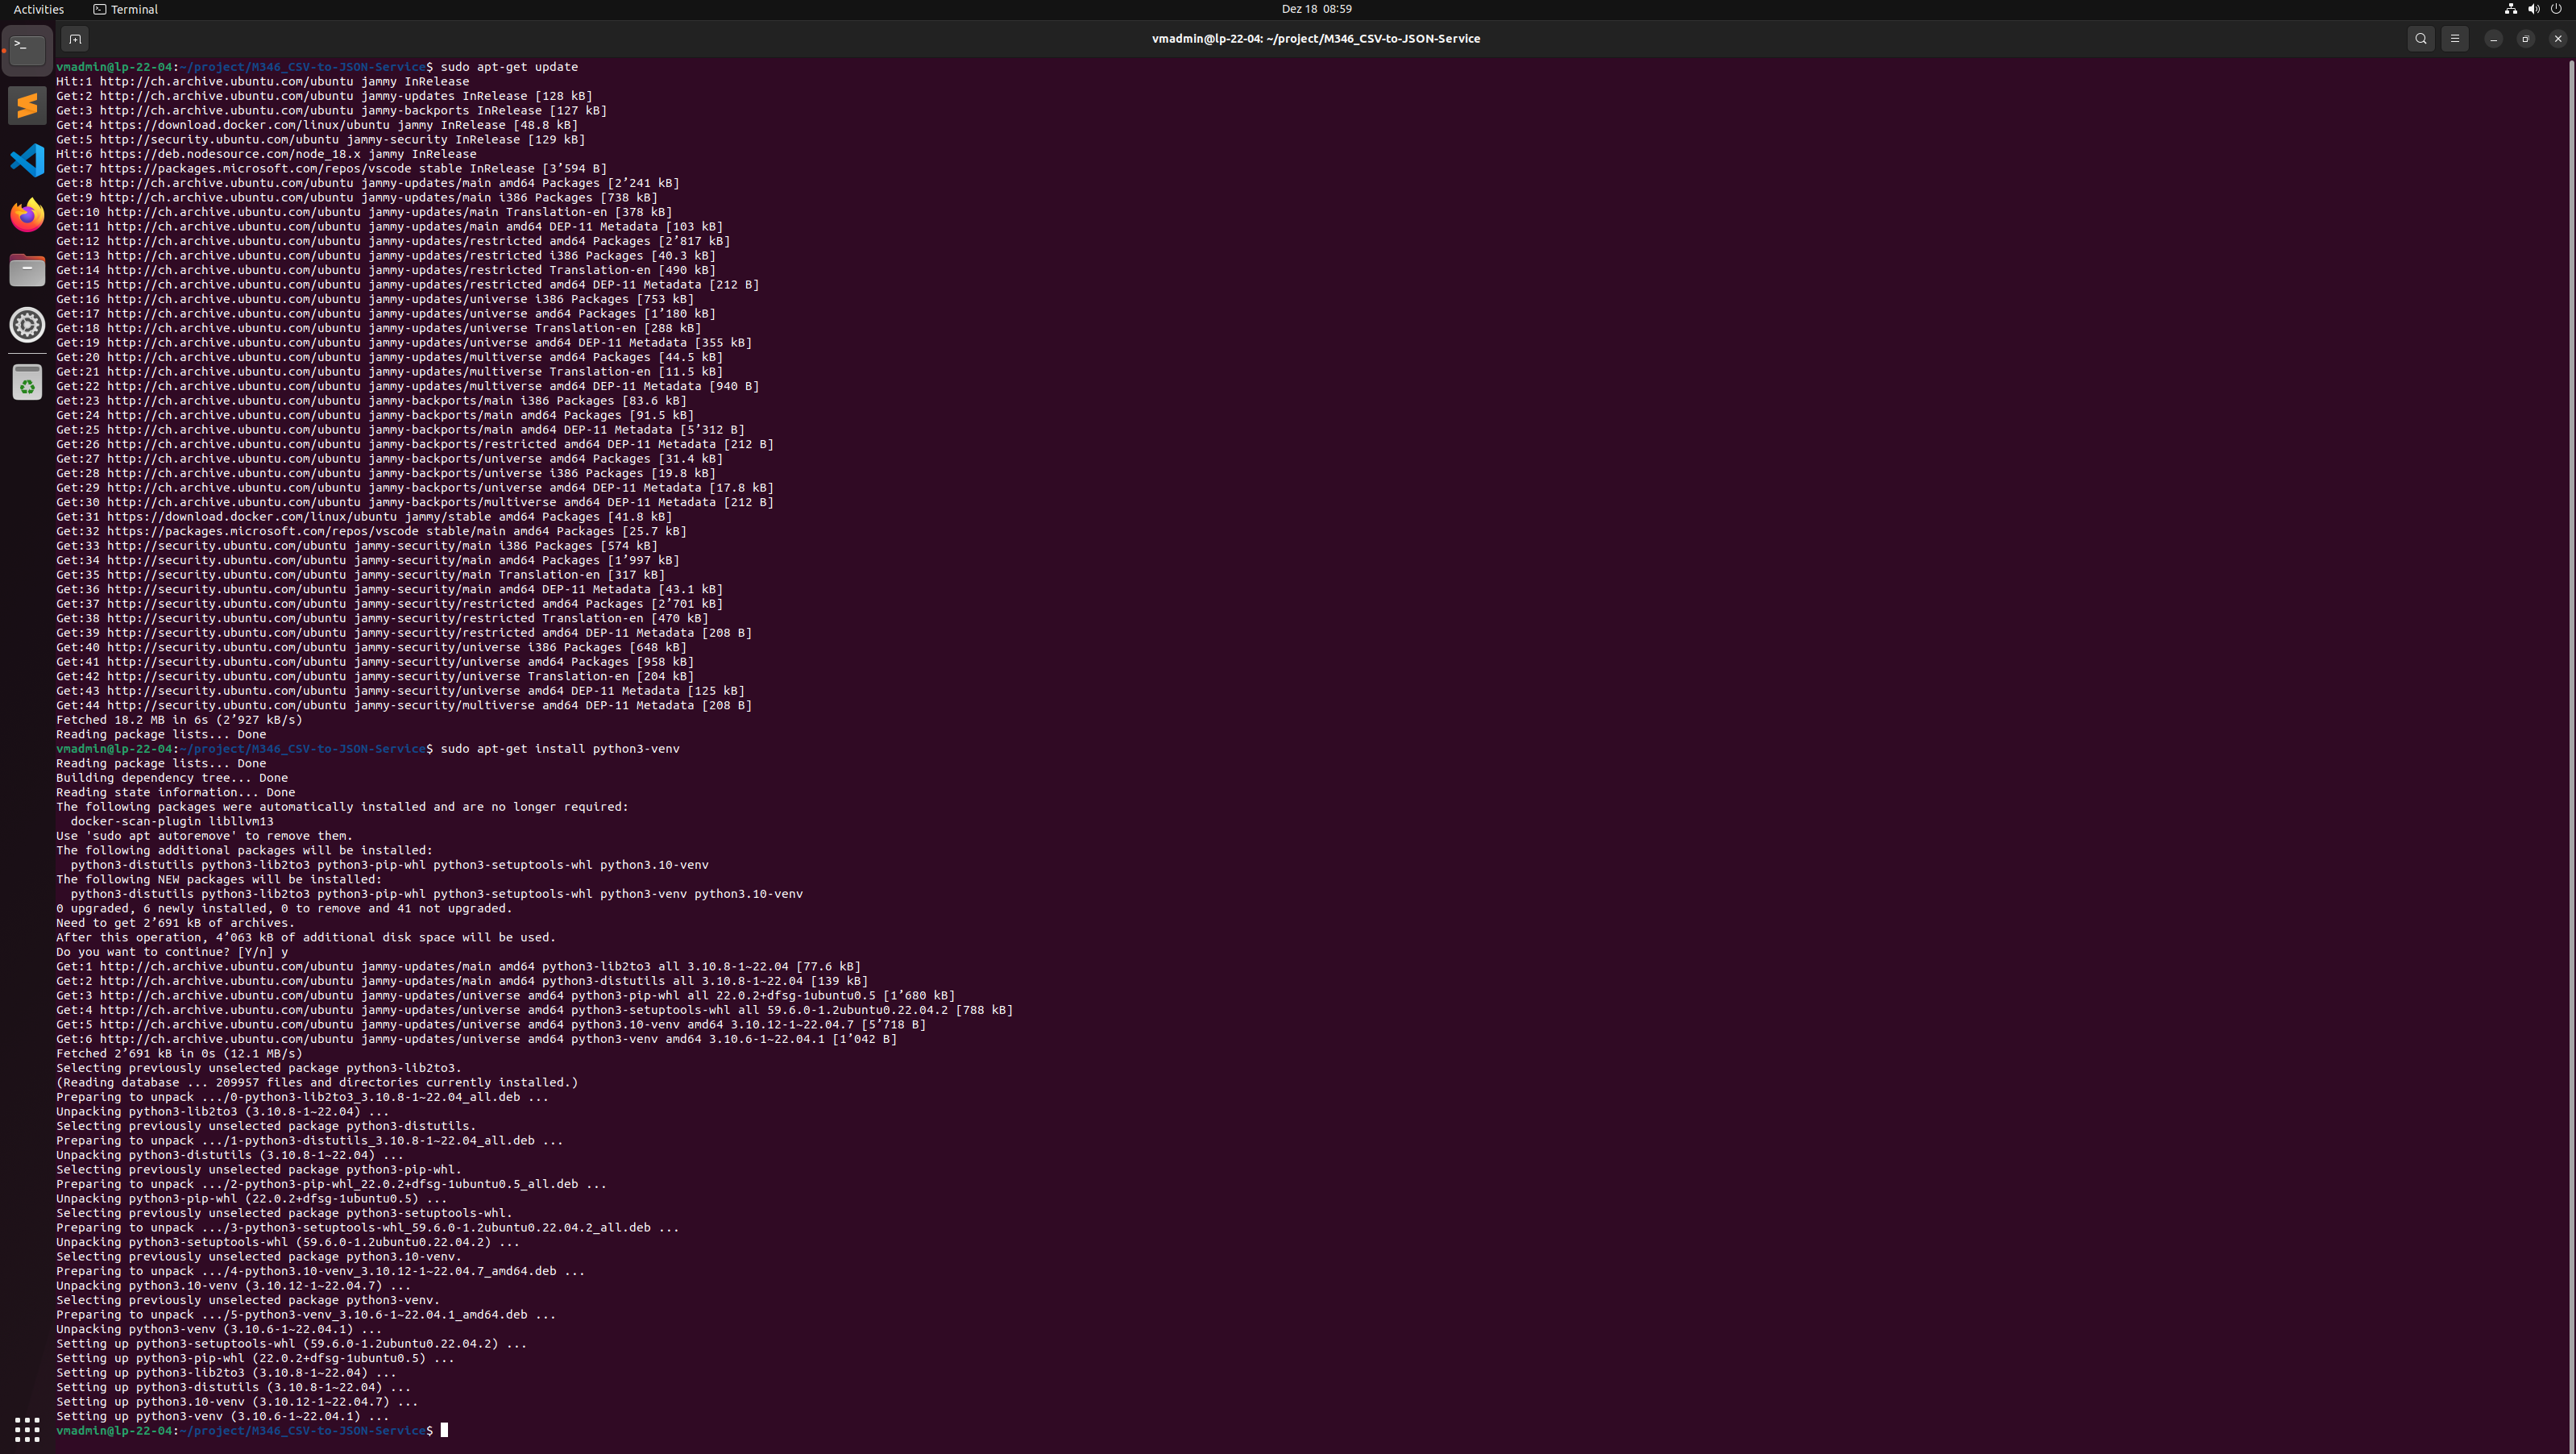 Activities
Terminal
Dez 18 08:59
vmadmin@lp-22-04: ~/project/M346_CSV-to-JSON-Service
vmadmin@lp-22-04:~/project/M346_CSV-to-JSON-Service$ sudo apt-get update
Hit:1 http://ch.archive.ubuntu.com/ubuntu jammy InRelease
Get:2 http://ch.archive.ubuntu.com/ubuntu jammy-updates InRelease [128 kB]
Get:3 http://ch.archive.ubuntu.com/ubuntu jammy-backports InRelease [127 kB]
Get:4 https://download.docker.com/linux/ubuntu jammy InRelease [48.8 kB]
Get:5 http://security.ubuntu.com/ubuntu jammy-security InRelease [129 kB]
Hit:6 https://deb.nodesource.com/node_18.x jammy InRelease
Get:7 https://packages.microsoft.com/repos/vscode stable InRelease [3’594 B]
Get:8 http://ch.archive.ubuntu.com/ubuntu jammy-updates/main amd64 Packages [2’241 kB]
Get:9 http://ch.archive.ubuntu.com/ubuntu jammy-updates/main i386 Packages [738 kB]
Get:10 http://ch.archive.ubuntu.com/ubuntu jammy-updates/main Translation-en [378 kB]
Get:11 http://ch.archive.ubuntu.com/ubuntu jammy-updates/main amd64 DEP-11 Metadata [103 kB]
Get:12 http://ch.archive.ubuntu.com/ubuntu jammy-updates/restricted amd64 Packages [2’817 kB]
Get:13 http://ch.archive.ubuntu.com/ubuntu jammy-updates/restricted i386 Packages [40.3 kB]
Get:14 http://ch.archive.ubuntu.com/ubuntu jammy-updates/restricted Translation-en [490 kB]
Get:15 http://ch.archive.ubuntu.com/ubuntu jammy-updates/restricted amd64 DEP-11 Metadata [212 B]
Get:16 http://ch.archive.ubuntu.com/ubuntu jammy-updates/universe i386 Packages [753 kB]
Get:17 http://ch.archive.ubuntu.com/ubuntu jammy-updates/universe amd64 Packages [1’180 kB]
Get:18 http://ch.archive.ubuntu.com/ubuntu jammy-updates/universe Translation-en [288 kB]
Get:19 http://ch.archive.ubuntu.com/ubuntu jammy-updates/universe amd64 DEP-11 Metadata [355 kB]
Get:20 http://ch.archive.ubuntu.com/ubuntu jammy-updates/multiverse amd64 Packages [44.5 kB]
Get:21 http://ch.archive.ubuntu.com/ubuntu jammy-updates/multiverse Translation-en [11.5 kB]
Get:22 http://ch.archive.ubuntu.com/ubuntu jammy-updates/multiverse amd64 DEP-11 Metadata [940 B]
Get:23 http://ch.archive.ubuntu.com/ubuntu jammy-backports/main i386 Packages [83.6 kB]
Get:24 http://ch.archive.ubuntu.com/ubuntu jammy-backports/main amd64 Packages [91.5 kB]
Get:25 http://ch.archive.ubuntu.com/ubuntu jammy-backports/main amd64 DEP-11 Metadata [5’312 B]
Get:26 http://ch.archive.ubuntu.com/ubuntu jammy-backports/restricted amd64 DEP-11 Metadata [212 B]
Get:27 http://ch.archive.ubuntu.com/ubuntu jammy-backports/universe amd64 Packages [31.4 kB]
Get:28 http://ch.archive.ubuntu.com/ubuntu jammy-backports/universe i386 Packages [19.8 kB]
Get:29 http://ch.archive.ubuntu.com/ubuntu jammy-backports/universe amd64 DEP-11 Metadata [17.8 kB]
Get:30 http://ch.archive.ubuntu.com/ubuntu jammy-backports/multiverse amd64 DEP-11 Metadata [212 B]
Get:31 https://download.docker.com/linux/ubuntu jammy/stable amd64 Packages [41.8 kB]
Get:32 https://packages.microsoft.com/repos/vscode stable/main amd64 Packages [25.7 kB]
Get:33 http://security.ubuntu.com/ubuntu jammy-security/main i386 Packages [574 kB]
Get:34 http://security.ubuntu.com/ubuntu jammy-security/main amd64 Packages [1’997 kB]
Get:35 http://security.ubuntu.com/ubuntu jammy-security/main Translation-en [317 kB]
Get:36 http://security.ubuntu.com/ubuntu jammy-security/main amd64 DEP-11 Metadata [43.1 kB]
Get:37 http://security.ubuntu.com/ubuntu jammy-security/restricted amd64 Packages [2’701 kB]
Get:38 http://security.ubuntu.com/ubuntu jammy-security/restricted Translation-en [470 kB]
Get:39 http://security.ubuntu.com/ubuntu jammy-security/restricted amd64 DEP-11 Metadata [208 B]
Get:40 http://security.ubuntu.com/ubuntu jammy-security/universe i386 Packages [648 kB]
Get:41 http://security.ubuntu.com/ubuntu jammy-security/universe amd64 Packages [958 kB]
Get:42 http://security.ubuntu.com/ubuntu jammy-security/universe Translation-en [204 kB]
Get:43 http://security.ubuntu.com/ubuntu jammy-security/universe amd64 DEP-11 Metadata [125 kB]
Get:44 http://security.ubuntu.com/ubuntu jammy-security/multiverse amd64 DEP-11 Metadata [208 B]
Fetched 18.2 MB in 6s (2’927 kB/s)
Reading package lists... Done
vmadmin@lp-22-04:~/project/M346_CSV-to-JSON-Service$ sudo apt-get install python3-venv
Reading package lists... Done
Building dependency tree... Done
Reading state information... Done
The following packages were automatically installed and are no longer required:
  docker-scan-plugin libllvm13
Use 'sudo apt autoremove' to remove them.
The following additional packages will be installed:
  python3-distutils python3-lib2to3 python3-pip-whl python3-setuptools-whl python3.10-venv
The following NEW packages will be installed:
  python3-distutils python3-lib2to3 python3-pip-whl python3-setuptools-whl python3-venv python3.10-venv
0 upgraded, 6 newly installed, 0 to remove and 41 not upgraded.
Need to get 2’691 kB of archives.
After this operation, 4’063 kB of additional disk space will be used.
Do you want to continue? [Y/n] y
Get:1 http://ch.archive.ubuntu.com/ubuntu jammy-updates/main amd64 python3-lib2to3 all 3.10.8-1~22.04 [77.6 kB]
Get:2 http://ch.archive.ubuntu.com/ubuntu jammy-updates/main amd64 python3-distutils all 3.10.8-1~22.04 [139 kB]
Get:3 http://ch.archive.ubuntu.com/ubuntu jammy-updates/universe amd64 python3-pip-whl all 22.0.2+dfsg-1ubuntu0.5 [1’680 kB]
Get:4 http://ch.archive.ubuntu.com/ubuntu jammy-updates/universe amd64 python3-setuptools-whl all 59.6.0-1.2ubuntu0.22.04.2 [788 kB]
Get:5 http://ch.archive.ubuntu.com/ubuntu jammy-updates/universe amd64 python3.10-venv amd64 3.10.12-1~22.04.7 [5’718 B]
Get:6 http://ch.archive.ubuntu.com/ubuntu jammy-updates/universe amd64 python3-venv amd64 3.10.6-1~22.04.1 [1’042 B]
Fetched 2’691 kB in 0s (12.1 MB/s)
Selecting previously unselected package python3-lib2to3.
(Reading database ... 209957 files and directories currently installed.)
Preparing to unpack .../0-python3-lib2to3_3.10.8-1~22.04_all.deb ...
Unpacking python3-lib2to3 (3.10.8-1~22.04) ...
Selecting previously unselected package python3-distutils.
Preparing to unpack .../1-python3-distutils_3.10.8-1~22.04_all.deb ...
Unpacking python3-distutils (3.10.8-1~22.04) ...
Selecting previously unselected package python3-pip-whl.
Preparing to unpack .../2-python3-pip-whl_22.0.2+dfsg-1ubuntu0.5_all.deb ...
Unpacking python3-pip-whl (22.0.2+dfsg-1ubuntu0.5) ...
Selecting previously unselected package python3-setuptools-whl.
Preparing to unpack .../3-python3-setuptools-whl_59.6.0-1.2ubuntu0.22.04.2_all.deb ...
Unpacking python3-setuptools-whl (59.6.0-1.2ubuntu0.22.04.2) ...
Selecting previously unselected package python3.10-venv.
Preparing to unpack .../4-python3.10-venv_3.10.12-1~22.04.7_amd64.deb ...
Unpacking python3.10-venv (3.10.12-1~22.04.7) ...
Selecting previously unselected package python3-venv.
Preparing to unpack .../5-python3-venv_3.10.6-1~22.04.1_amd64.deb ...
Unpacking python3-venv (3.10.6-1~22.04.1) ...
Setting up python3-setuptools-whl (59.6.0-1.2ubuntu0.22.04.2) ...
Setting up python3-pip-whl (22.0.2+dfsg-1ubuntu0.5) ...
Setting up python3-lib2to3 (3.10.8-1~22.04) ...
Setting up python3-distutils (3.10.8-1~22.04) ...
Setting up python3.10-venv (3.10.12-1~22.04.7) ...
Setting up python3-venv (3.10.6-1~22.04.1) ...
vmadmin@lp-22-04:~/project/M346_CSV-to-JSON-Service$